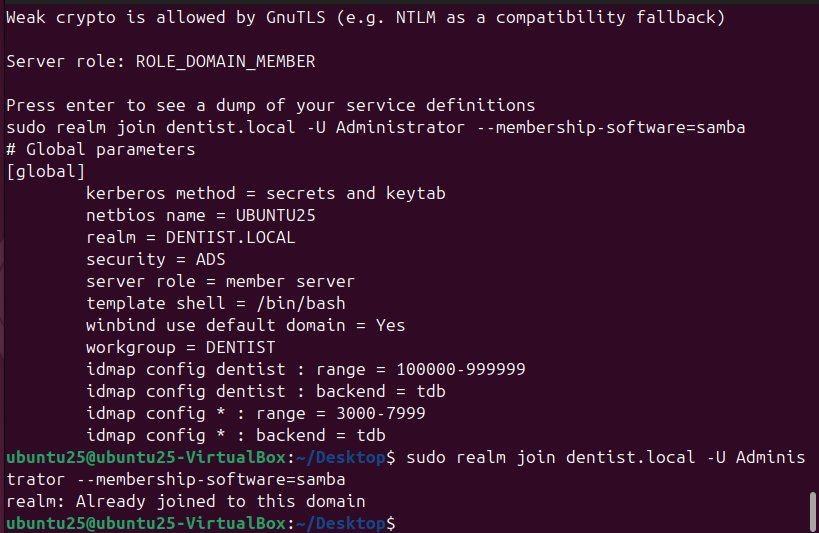 Weak crypto is allowed by GnuTLS (e.g. NTLM as a compatibility fallback)
Server role: ROLE_DOMAIN_MEMBER
Press enter to see a dump of your service definitions
sudo realm join dentist.local -U Administrator --membership-software=samba
# Global parameters
[global]
kerberos method = secrets and keytab
netbios name = UBUNTU25
realm = DENTIST.LOCAL
security = ADS
server role = member server
template shell = /bin/bash
winbind use default domain = Yes
workgroup = DENTIST
idmap config dentist : range = 100000-999999
idmap config dentist : backend = tdb
idmap config * : range = 3000-7999
idmap config * : backend = tdb
ubuntu25@ubuntu25-VirtualBox:~/Desktop$ sudo realm join dentist.local -U Adminis
trator --membership-software=samba
realm: Already joined to this domain
ubuntu25@ubuntu25-VirtualBox:~/Desktop$